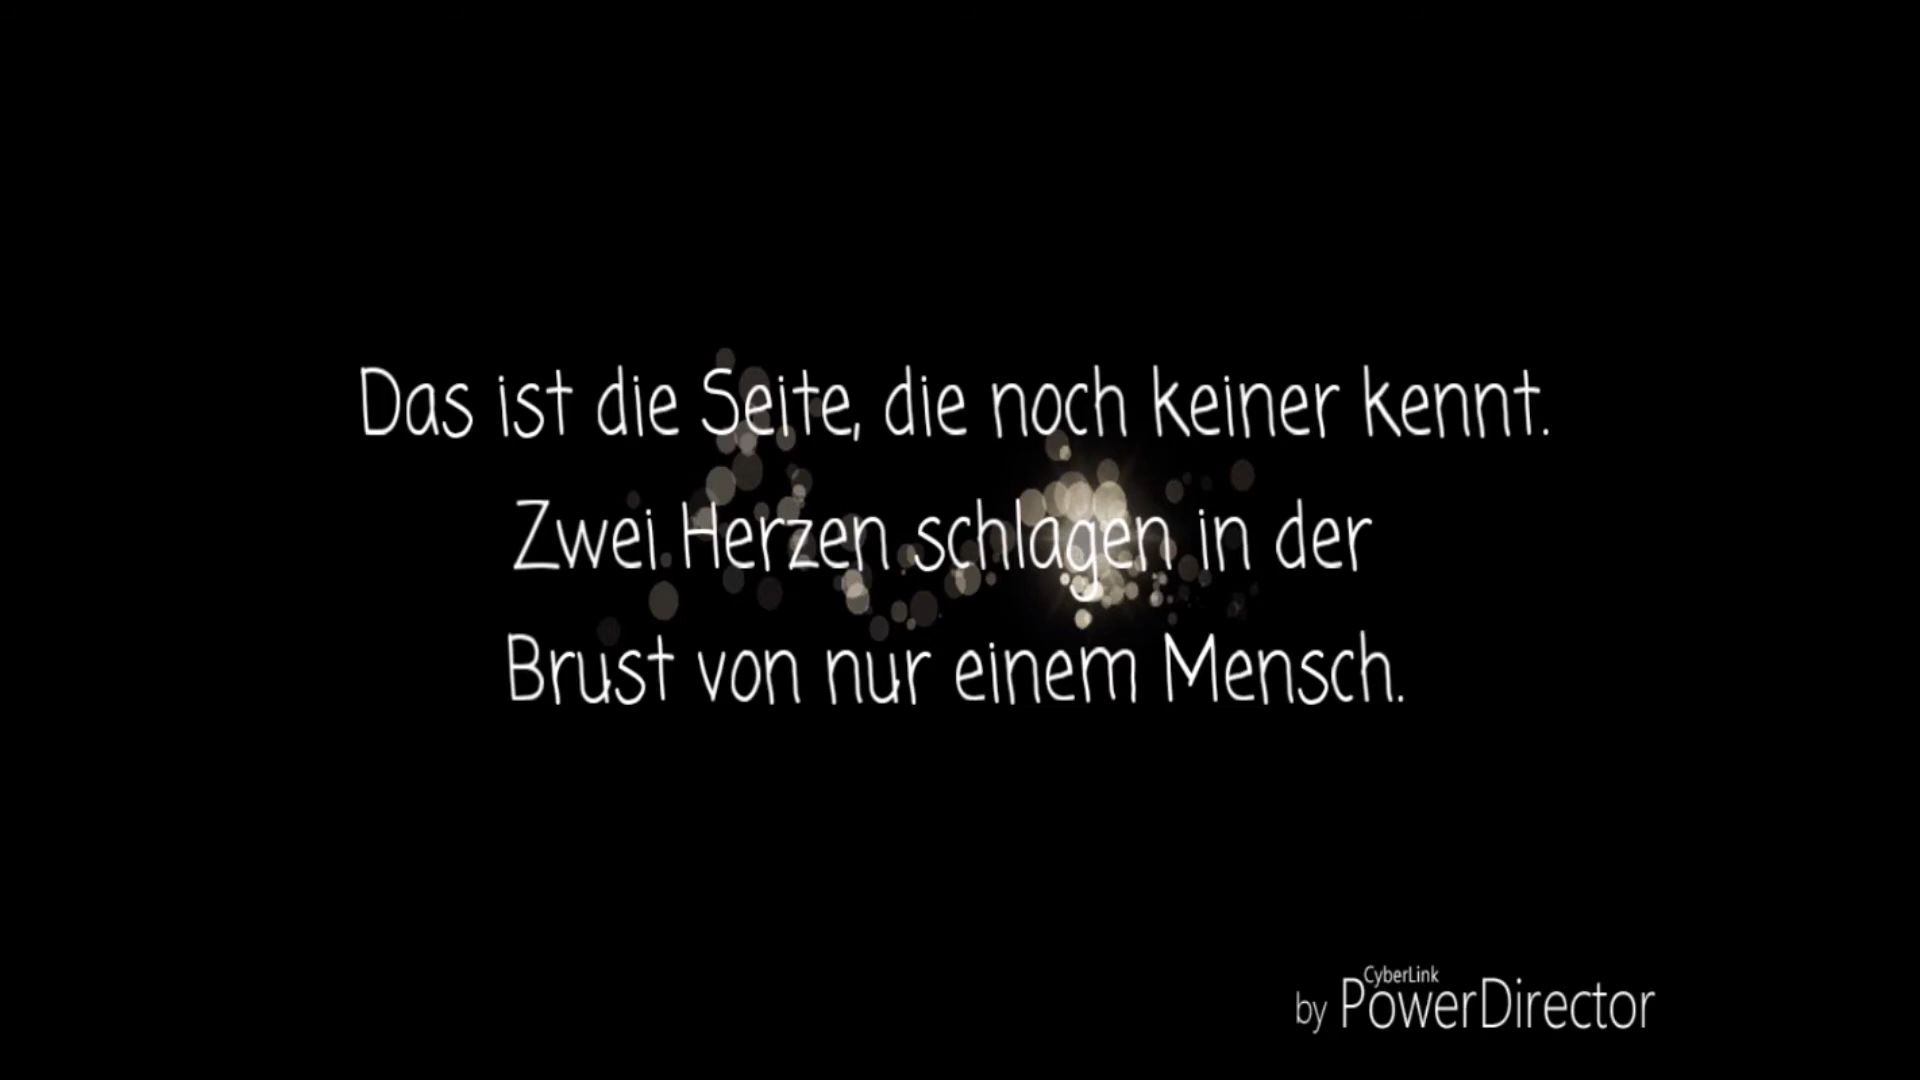 Das ist die Seite, die noch keiner kennt.
Zwei Herzen schlagen in der
Brust von nur einem Mensch.
by CyberLink PowerDirector